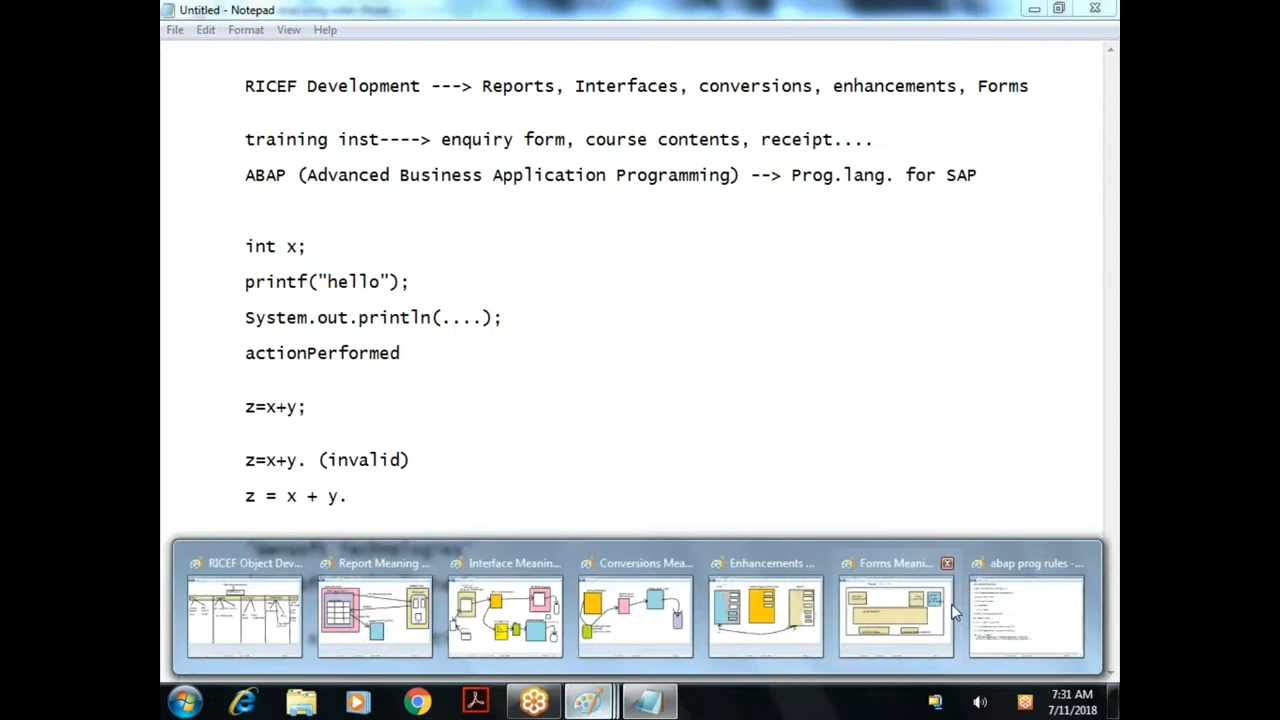 Untitled - Notepad
File Edit Format View Help
RICEF Development ---> Reports, Interfaces, conversions, enhancements, Forms
training inst----> enquiry form, course contents, receipt....
ABAP (Advanced Business Application Programming) --> Prog.lang. for SAP
int x;
printf("hello");
System.out.println(....);
actionPerformed
z=x+y;
z=x+y. (invalid)
z = x + y.
RICEF Object Dev... Report Meaning ... Interface Meanin... Conversions Mea... Enhancements ... Forms Meani... abap prog rules -...
7:31 AM
7/11/2018